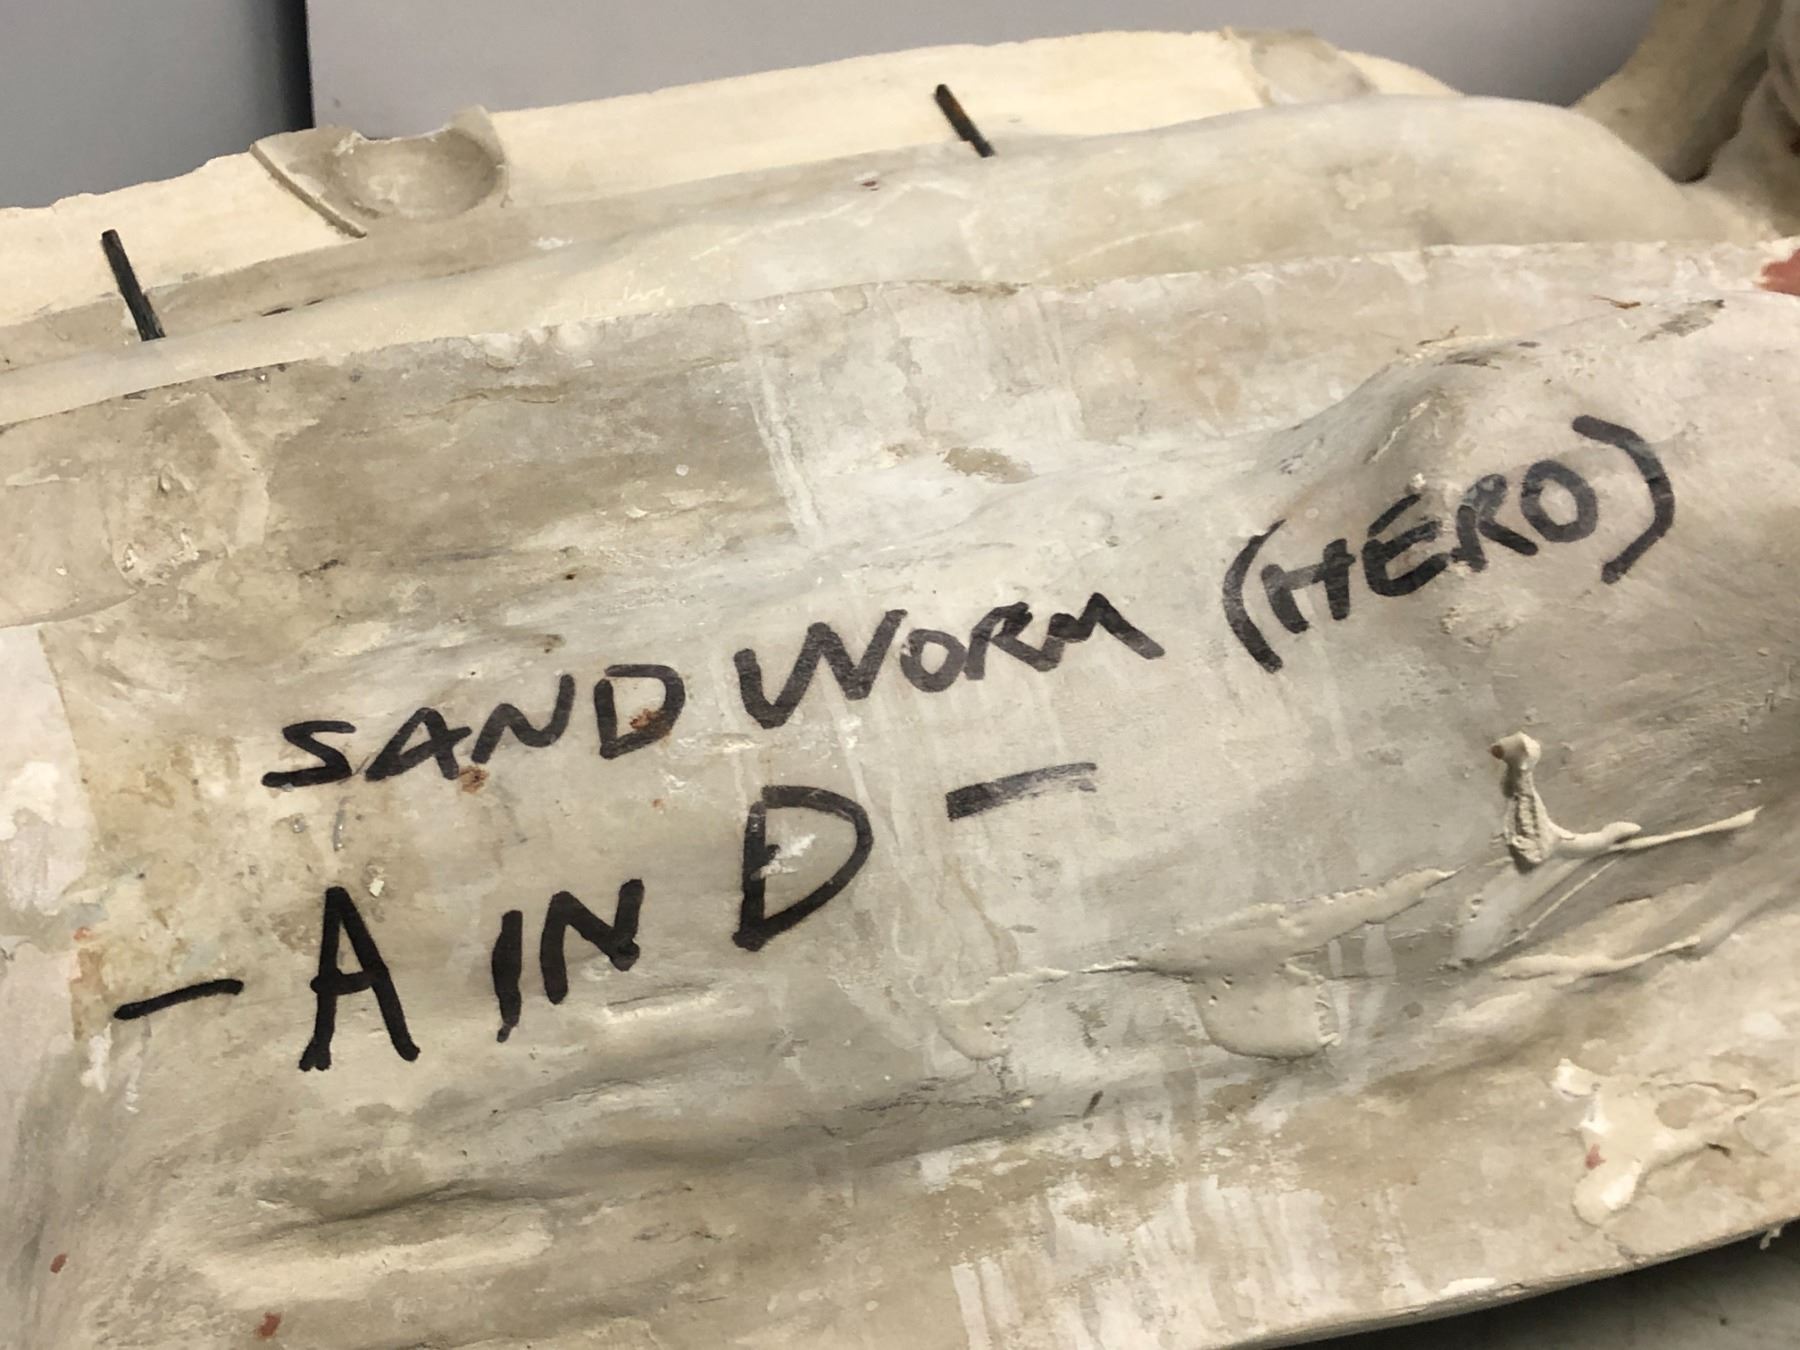 SAND WORM (HERO)
- A IN D -